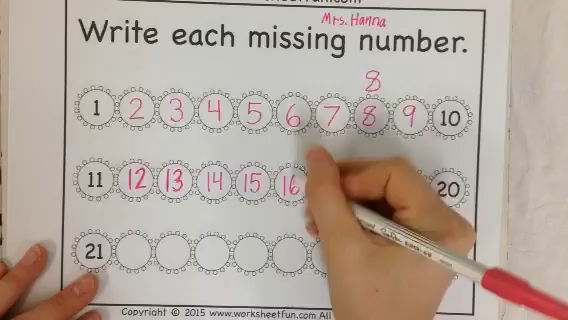 Mrs. Hanna
Write each missing number.
8
1 2 3 4 5 6 7 8 9 10
11 12 13 14 15 16 20
21
Copyright © 2015 www.worksheetfun.com All